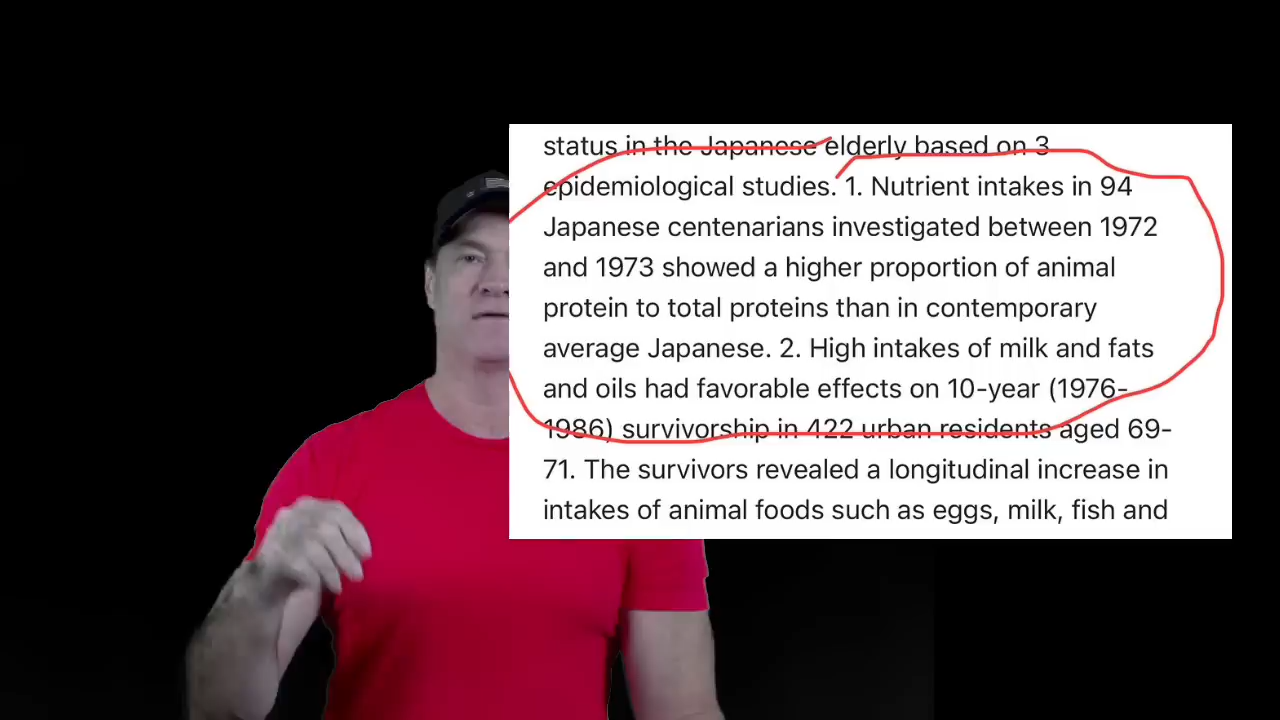 status in the Japanese elderly based on 3
epidemiological studies. 1. Nutrient intakes in 94
Japanese centenarians investigated between 1972
and 1973 showed a higher proportion of animal
protein to total proteins than in contemporary
average Japanese. 2. High intakes of milk and fats
and oils had favorable effects on 10-year (1976-
1986) survivorship in 422 urban residents aged 69-
71. The survivors revealed a longitudinal increase in
intakes of animal foods such as eggs, milk, fish and